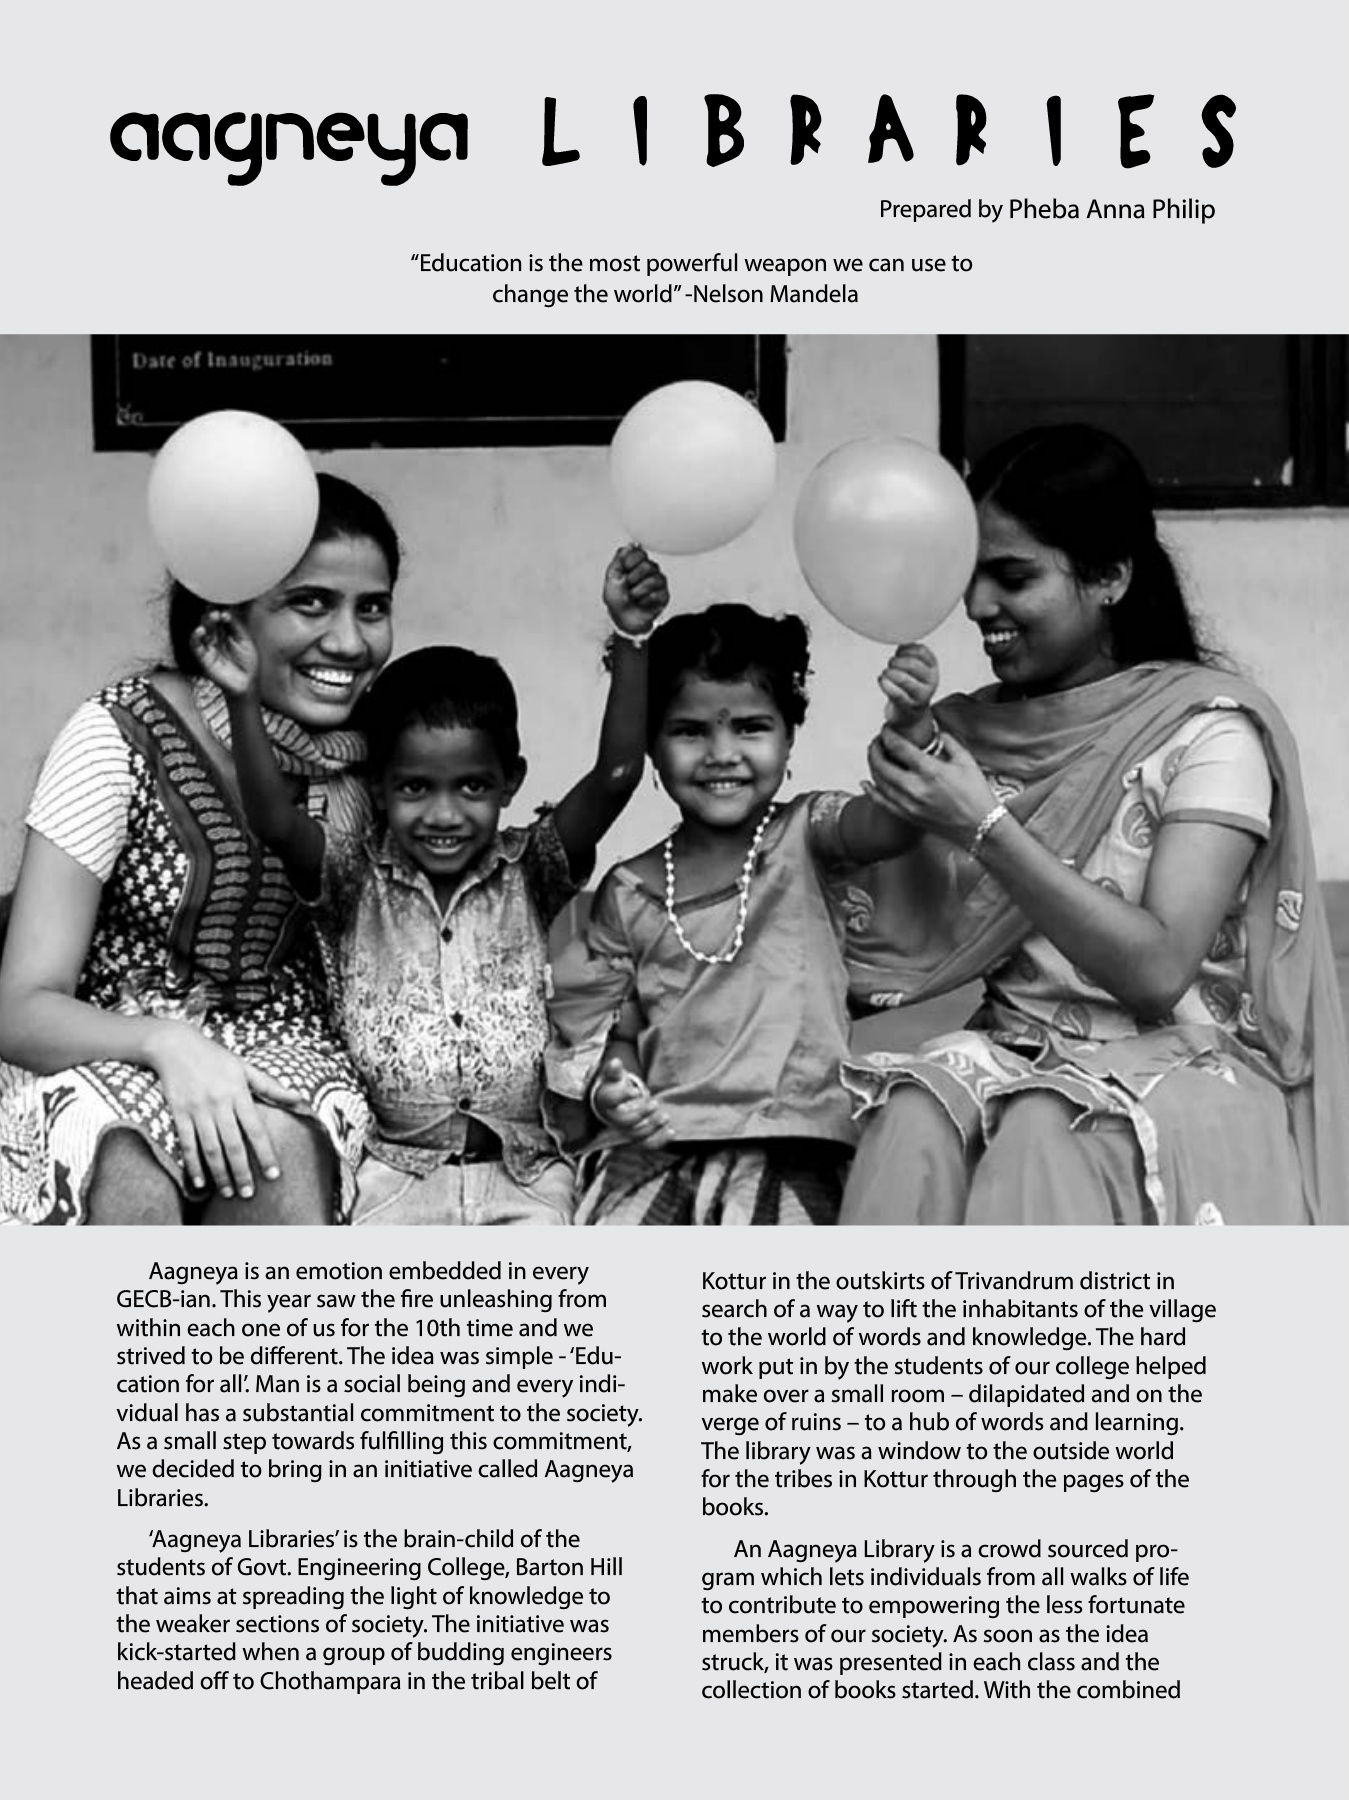 aagneya LIBRARIES
Prepared by Pheba Anna Philip
“Education is the most powerful weapon we can use to
change the world” -Nelson Mandela
Date of Inauguration
Aagneya is an emotion embedded in every
GECB-ian. This year saw the fire unleashing from
within each one of us for the 10th time and we
strived to be different. The idea was simple - ‘Edu-
cation for all’. Man is a social being and every indi-
vidual has a substantial commitment to the society.
As a small step towards fulfilling this commitment,
we decided to bring in an initiative called Aagneya
Libraries.
‘Aagneya Libraries’ is the brain-child of the
students of Govt. Engineering College, Barton Hill
that aims at spreading the light of knowledge to
the weaker sections of society. The initiative was
kick-started when a group of budding engineers
headed off to Chothampara in the tribal belt of
Kottur in the outskirts of Trivandrum district in
search of a way to lift the inhabitants of the village
to the world of words and knowledge. The hard
work put in by the students of our college helped
make over a small room – dilapidated and on the
verge of ruins – to a hub of words and learning.
The library was a window to the outside world
for the tribes in Kottur through the pages of the
books.
An Aagneya Library is a crowd sourced pro-
gram which lets individuals from all walks of life
to contribute to empowering the less fortunate
members of our society. As soon as the idea
struck, it was presented in each class and the
collection of books started. With the combined